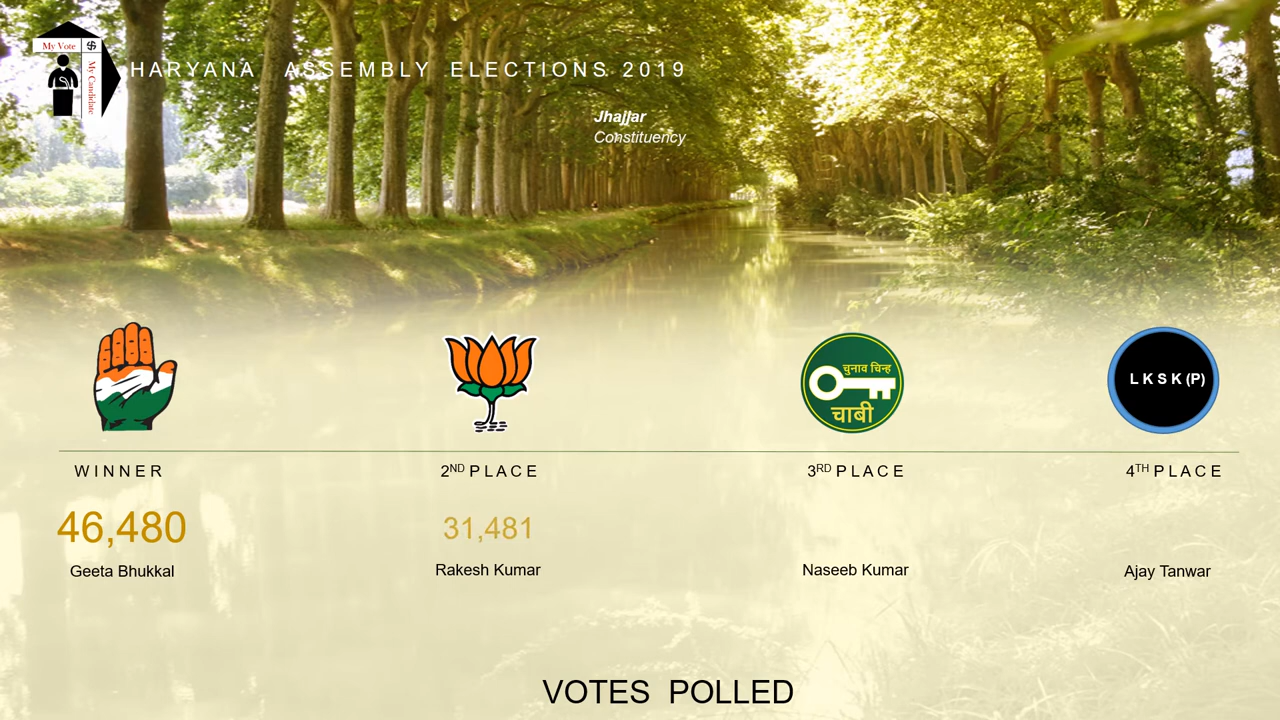 My Vote
My Candidate
HARYANA ASSEMBLY ELECTIONS 2019
Jhajjar
Constituency
चुनाव चिन्ह
चाबी
L K S K (P)
WINNER
2ND PLACE
3RD PLACE
4TH PLACE
46,480
31,481
Geeta Bhukkal
Rakesh Kumar
Naseeb Kumar
Ajay Tanwar
VOTES POLLED